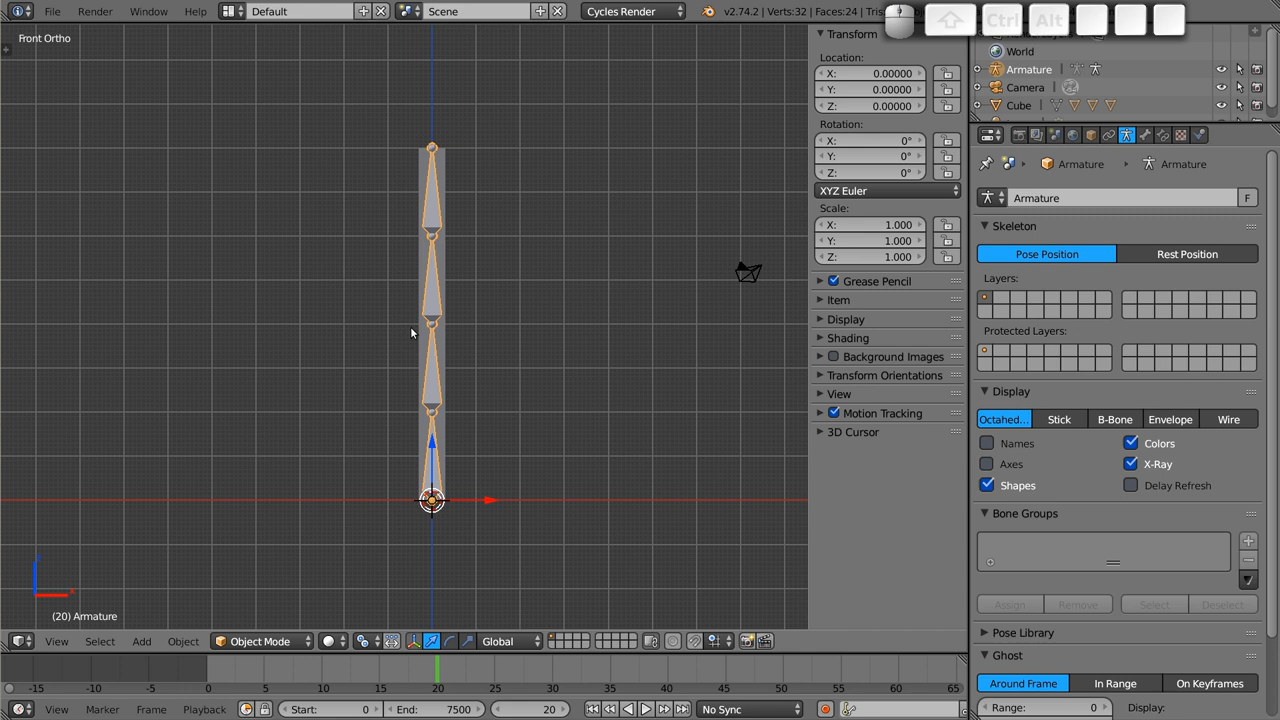 File Render Window Help Default Scene Cycles Render v2.74.2 | Verts:32 | Faces:24 | Tris
Ctrl Alt
Front Ortho
Transform
Location:
X: 0.00000
Y: 0.00000
Z: 0.00000
Rotation:
X: 0°
Y: 0°
Z: 0°
XYZ Euler
Scale:
X: 1.000
Y: 1.000
Z: 1.000
Grease Pencil
Item
Display
Shading
Background Images
Transform Orientations
View
Motion Tracking
3D Cursor
World
Armature
Camera
Cube
Armature Armature
Armature F
Skeleton
Pose Position Rest Position
Layers:
Protected Layers:
Display
Octahed... Stick B-Bone Envelope Wire
Names Colors
Axes X-Ray
Shapes Delay Refresh
Bone Groups
Assign Remove Select Deselect
Pose Library
Ghost
Around Frame In Range On Keyframes
Range: 0 Display:
z
x
(20) Armature
View Select Add Object Object Mode Global
-15 -10 -5 0 5 10 15 20 25 30 35 40 45 50 55 60 65
View Marker Frame Playback Start: 0 End: 7500 20 No Sync